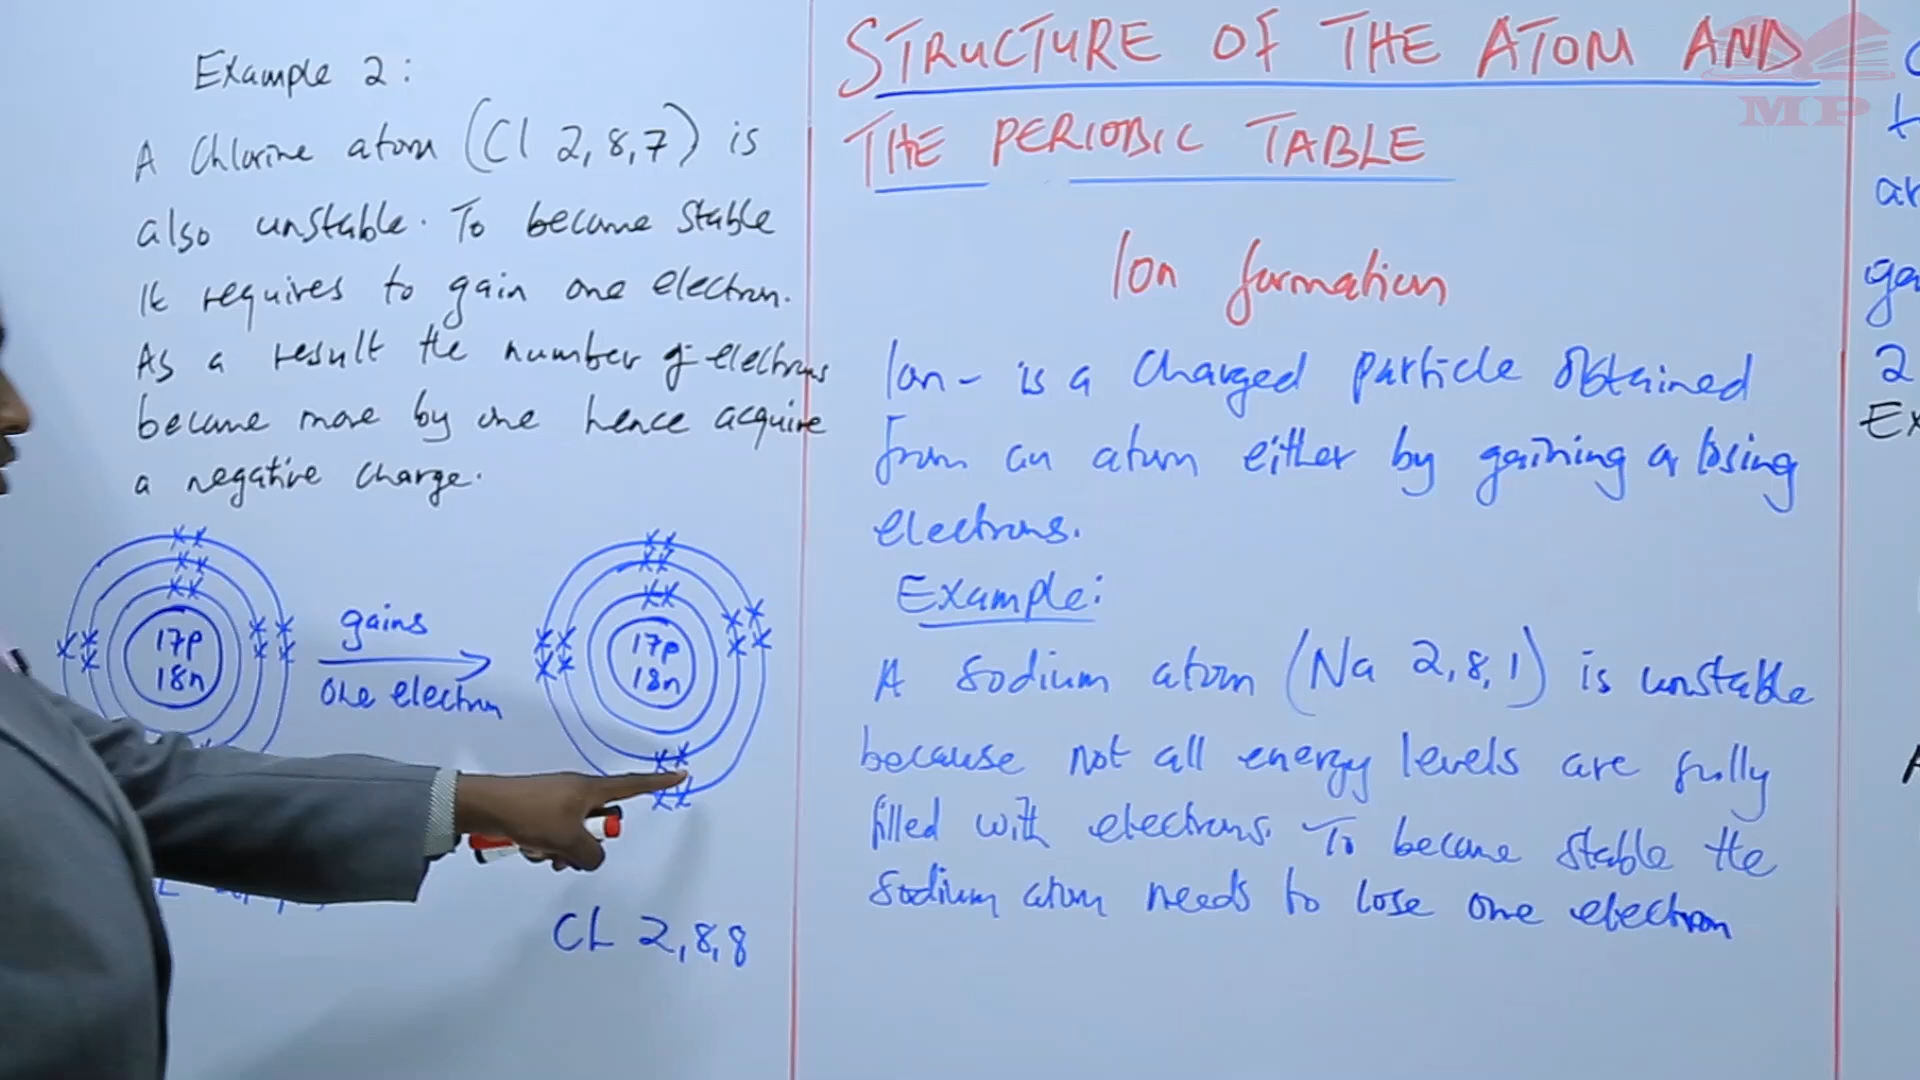 Example 2:
A Chlorine atom (Cl 2,8,7) is
also unstable. To become stable
It requires to gain one electron.
As a result the number of electrons
become more by one hence acquire
a negative charge.
17p
18n
gains
one electron
17p
18n
CL 2,8,8
STRUCTURE OF THE ATOM AND
THE PERIODIC TABLE
Ion formation
Ion - is a charged particle obtained
from an atom either by gaining or losing
electrons.
Example:
A sodium atom (Na 2,8,1) is unstable
because not all energy levels are fully
filled with electrons. To become stable the
sodium atom needs to lose one electron
MP
ga
2
Ex